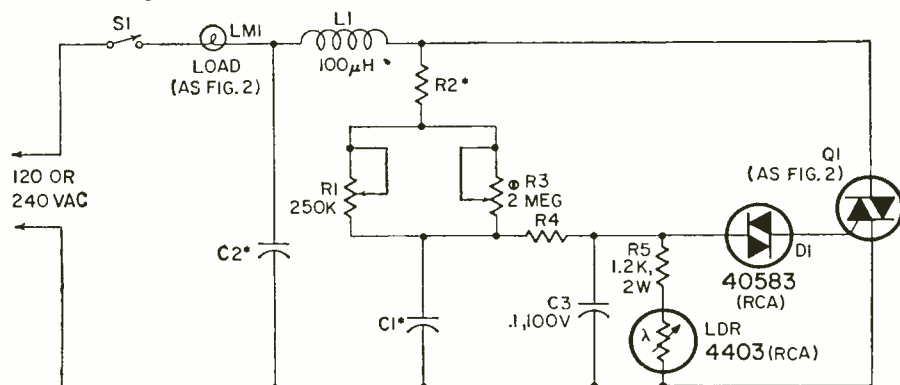 S1
LM1
LOAD
(AS FIG. 2)
L1
100μH
R2*
120 OR
240 VAC
R1
250K
⊗ R3
2 MEG
R4
Q1
(AS FIG. 2)
C2*
C1*
C3
.1,100V
R5
1.2K,
2W
D1
40583
(RCA)
λ
LDR
4403 (RCA)